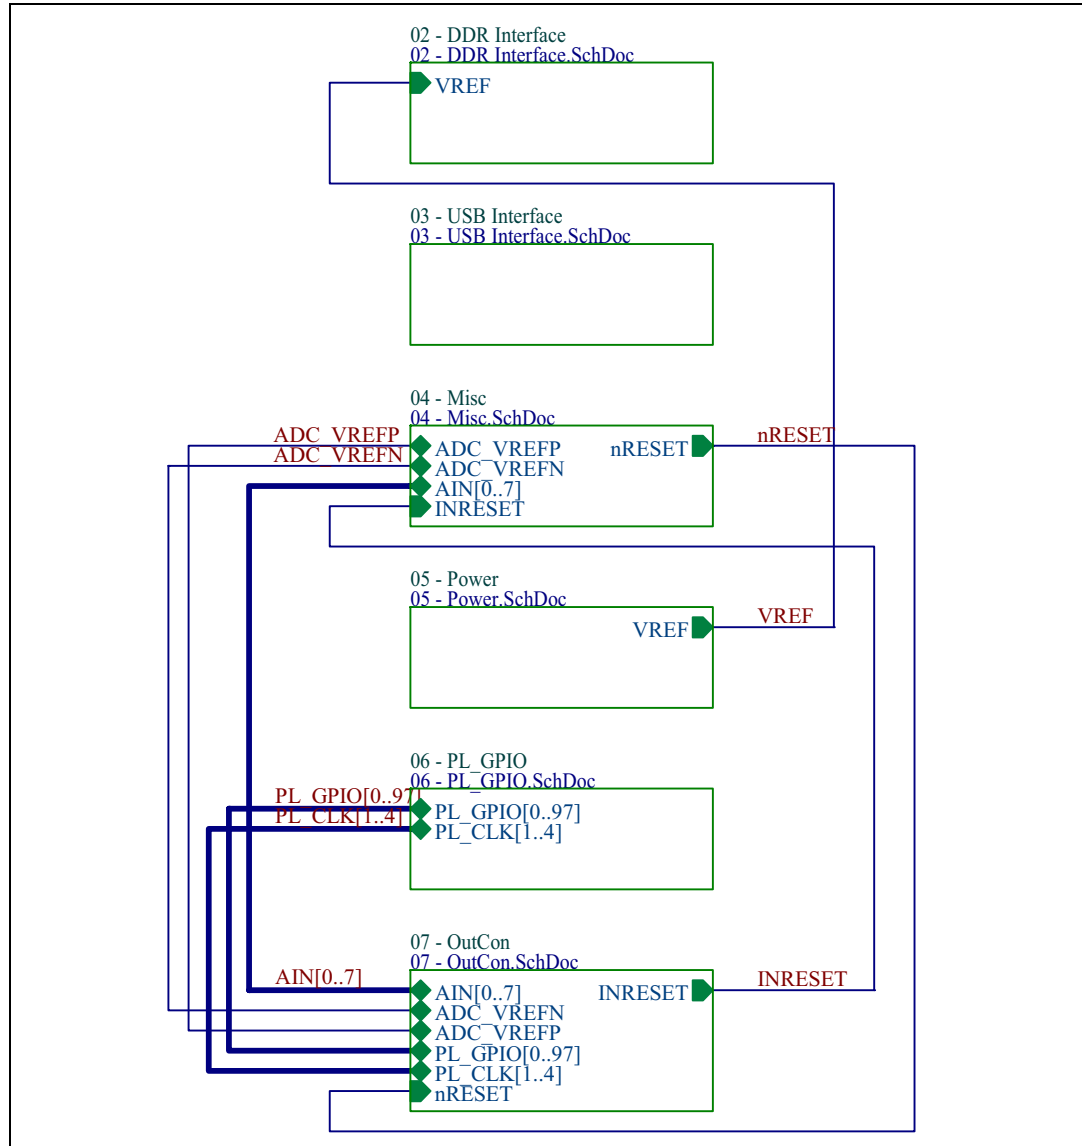 02 - DDR Interface
02 - DDR Interface.SchDoc
VREF
03 - USB Interface
03 - USB Interface.SchDoc
04 - Misc
04 - Misc.SchDoc
ADC_VREFP
ADC_VREFN
ADC_VREFP
ADC_VREFN
AIN[0..7]
INRESET
nRESET
nRESET
05 - Power
05 - Power.SchDoc
VREF
VREF
06 - PL_GPIO
06 - PL_GPIO.SchDoc
PL_GPIO[0..97]
PL_CLK[1..4]
PL_GPIO[0..97]
PL_CLK[1..4]
07 - OutCon
07 - OutCon.SchDoc
AIN[0..7]
AIN[0..7]
ADC_VREFN
ADC_VREFP
PL_GPIO[0..97]
PL_CLK[1..4]
nRESET
INRESET
INRESET